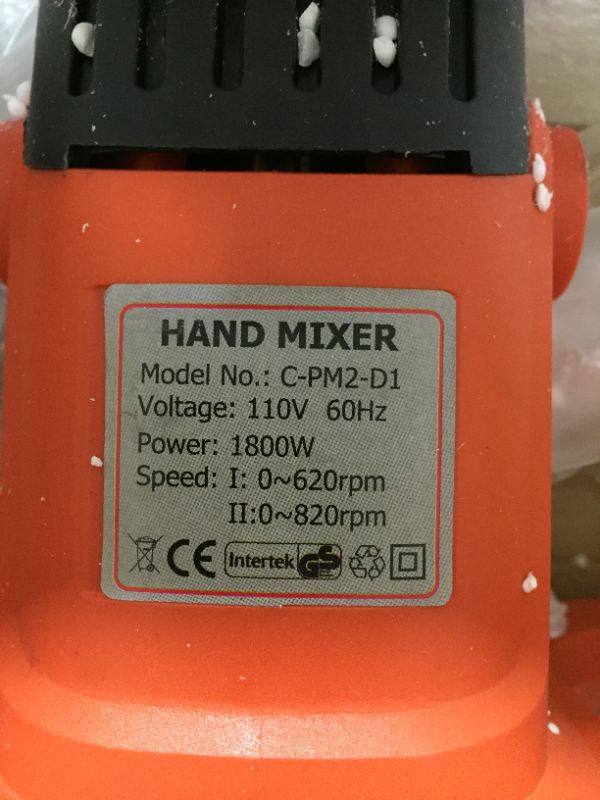 HAND MIXER
Model No.: C-PM2-D1
Voltage: 110V 60Hz
Power: 1800W
Speed: I: 0~620rpm
II:0~820rpm
CE Intertek GS